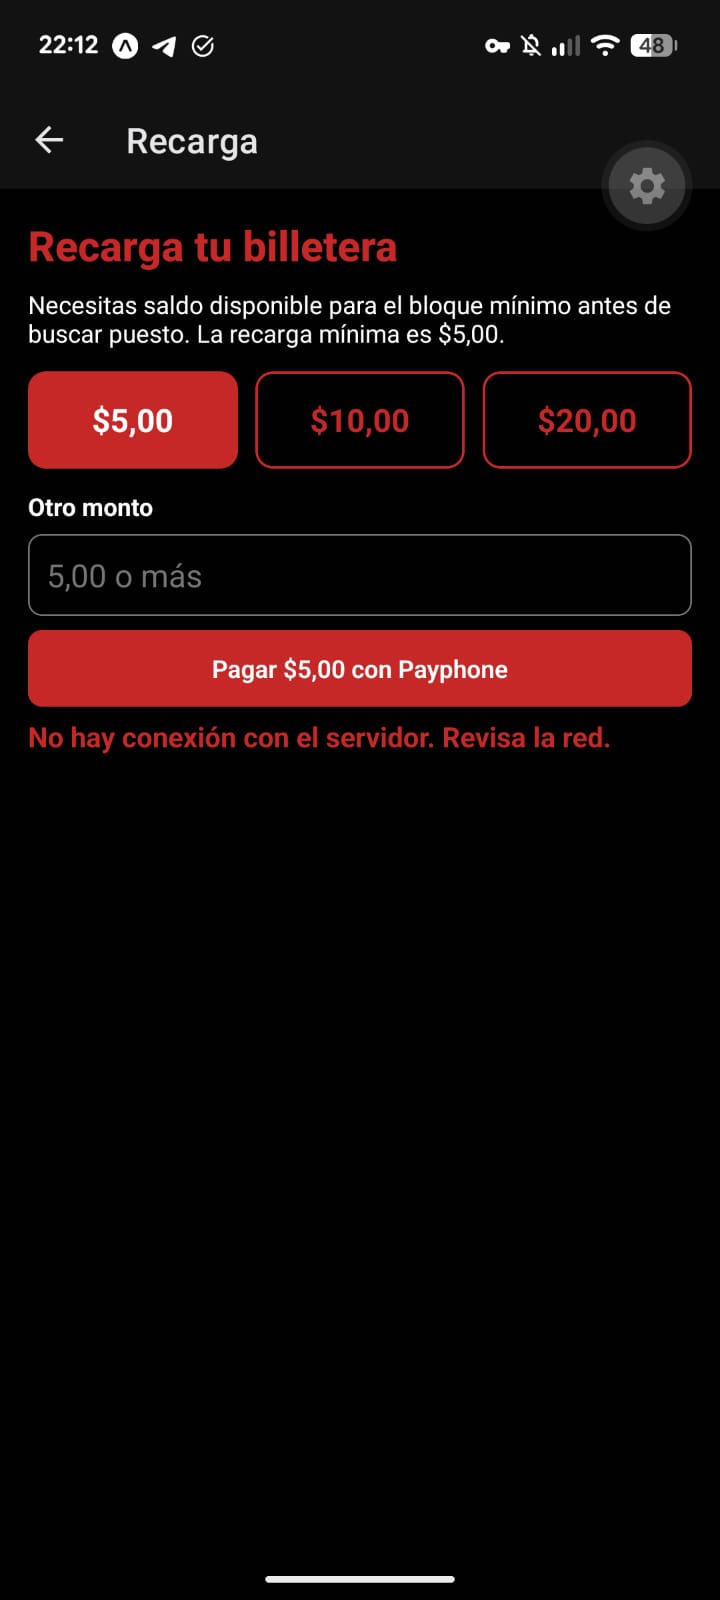 22:12
48
Recarga
Recarga tu billetera
Necesitas saldo disponible para el bloque mínimo antes de
buscar puesto. La recarga mínima es $5,00.
$5,00
$10,00
$20,00
Otro monto
5,00 o más
Pagar $5,00 con Payphone
No hay conexión con el servidor. Revisa la red.